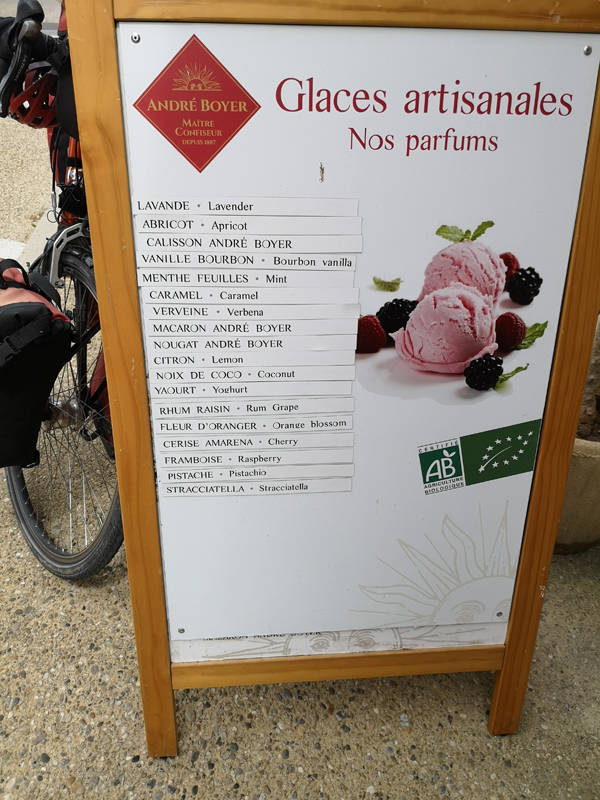 ANDRÉ BOYER
MAÎTRE
CONFISEUR
DEPUIS 1887
Glaces artisanales
Nos parfums
LAVANDE • Lavender
ABRICOT • Apricot
CALISSON ANDRÉ BOYER
VANILLE BOURBON • Bourbon vanilla
MENTHE FEUILLES • Mint
CARAMEL • Caramel
VERVEINE • Verbena
MACARON ANDRÉ BOYER
NOUGAT ANDRÉ BOYER
CITRON • Lemon
NOIX DE COCO • Coconut
YAOURT • Yoghurt
RHUM RAISIN • Rum Grape
FLEUR D'ORANGER • Orange blossom
CERISE AMARENA • Cherry
FRAMBOISE • Raspberry
PISTACHE • Pistachio
STRACCIATELLA • Stracciatella
CERTIFIÉ
AB
AGRICULTURE
BIOLOGIQUE
ANDRÉ BOYER